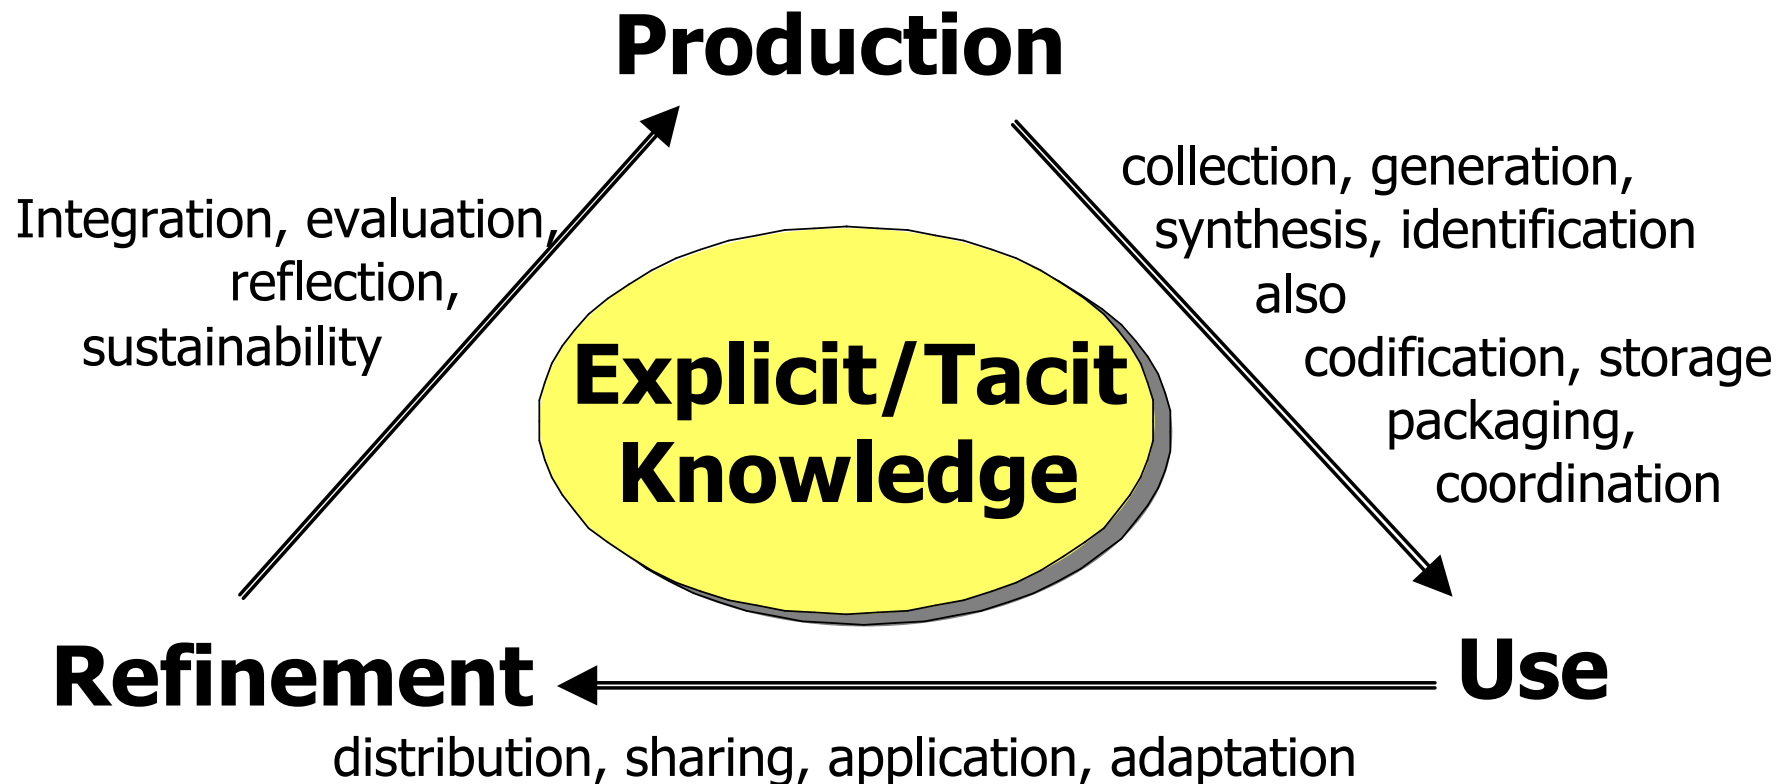 Production
collection, generation,
synthesis, identification
also
codification, storage
packaging,
coordination
Integration, evaluation,
reflection,
sustainability
Explicit/Tacit
Knowledge
Refinement
Use
distribution, sharing, application, adaptation